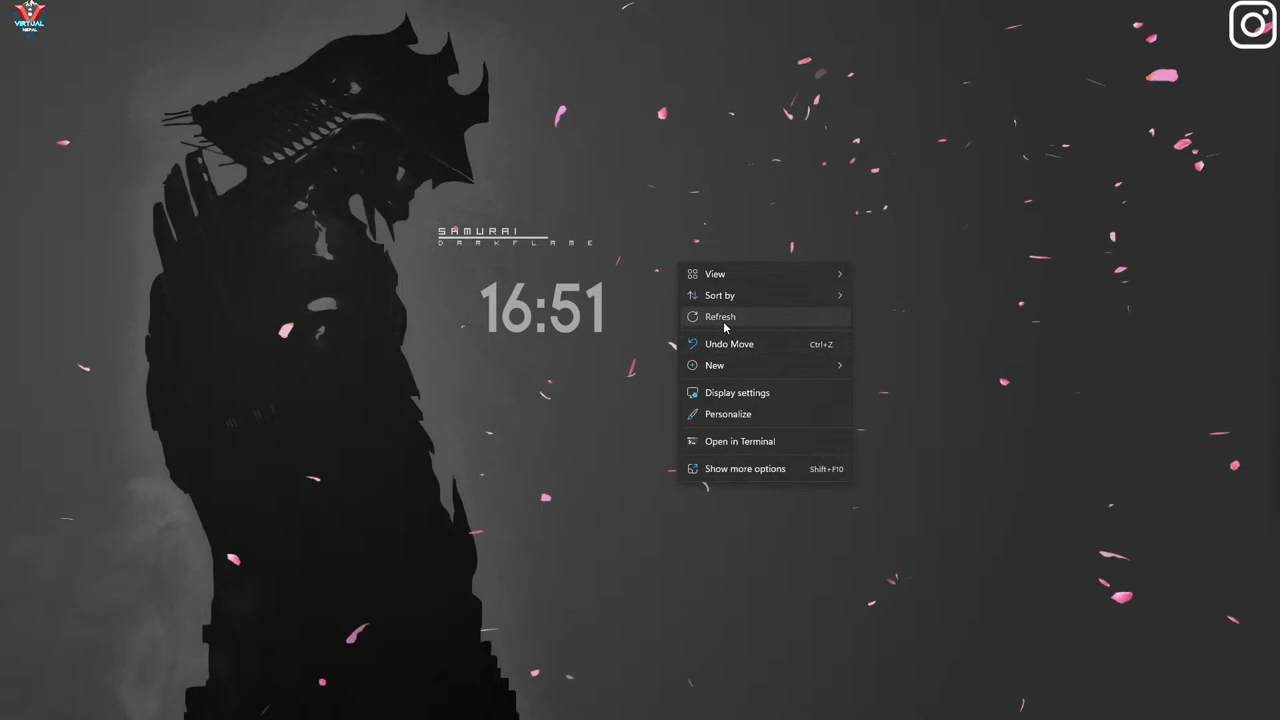 VIRTUAL
NEPAL
SAMURAI
DARKFLAME
16:51
View
Sort by
Refresh
Undo Move Ctrl+Z
New
Display settings
Personalize
Open in Terminal
Show more options Shift+F10